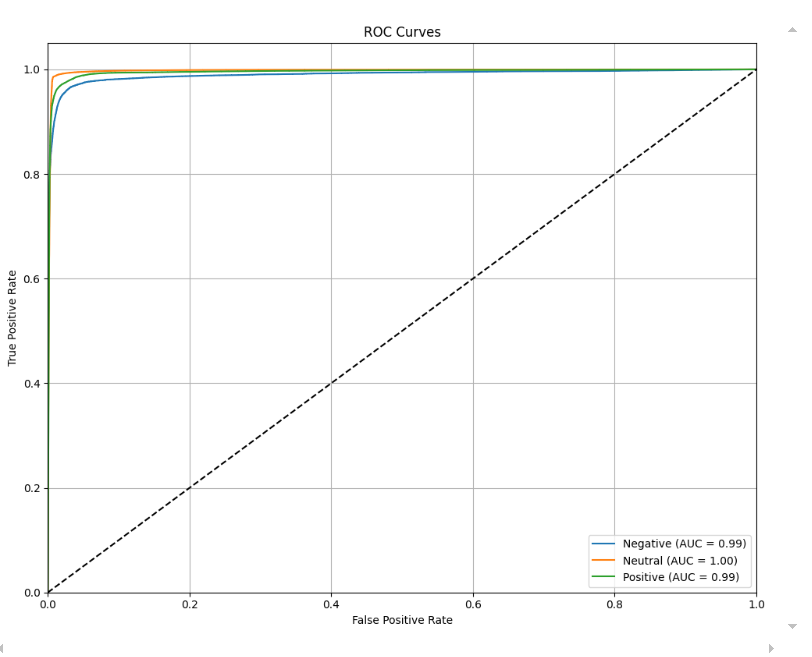 ROC Curves
True Positive Rate
1.0
0.8
0.6
0.4
0.2
0.0
0.0 0.2 0.4 0.6 0.8 1.0
False Positive Rate
Negative (AUC = 0.99)
Neutral (AUC = 1.00)
Positive (AUC = 0.99)